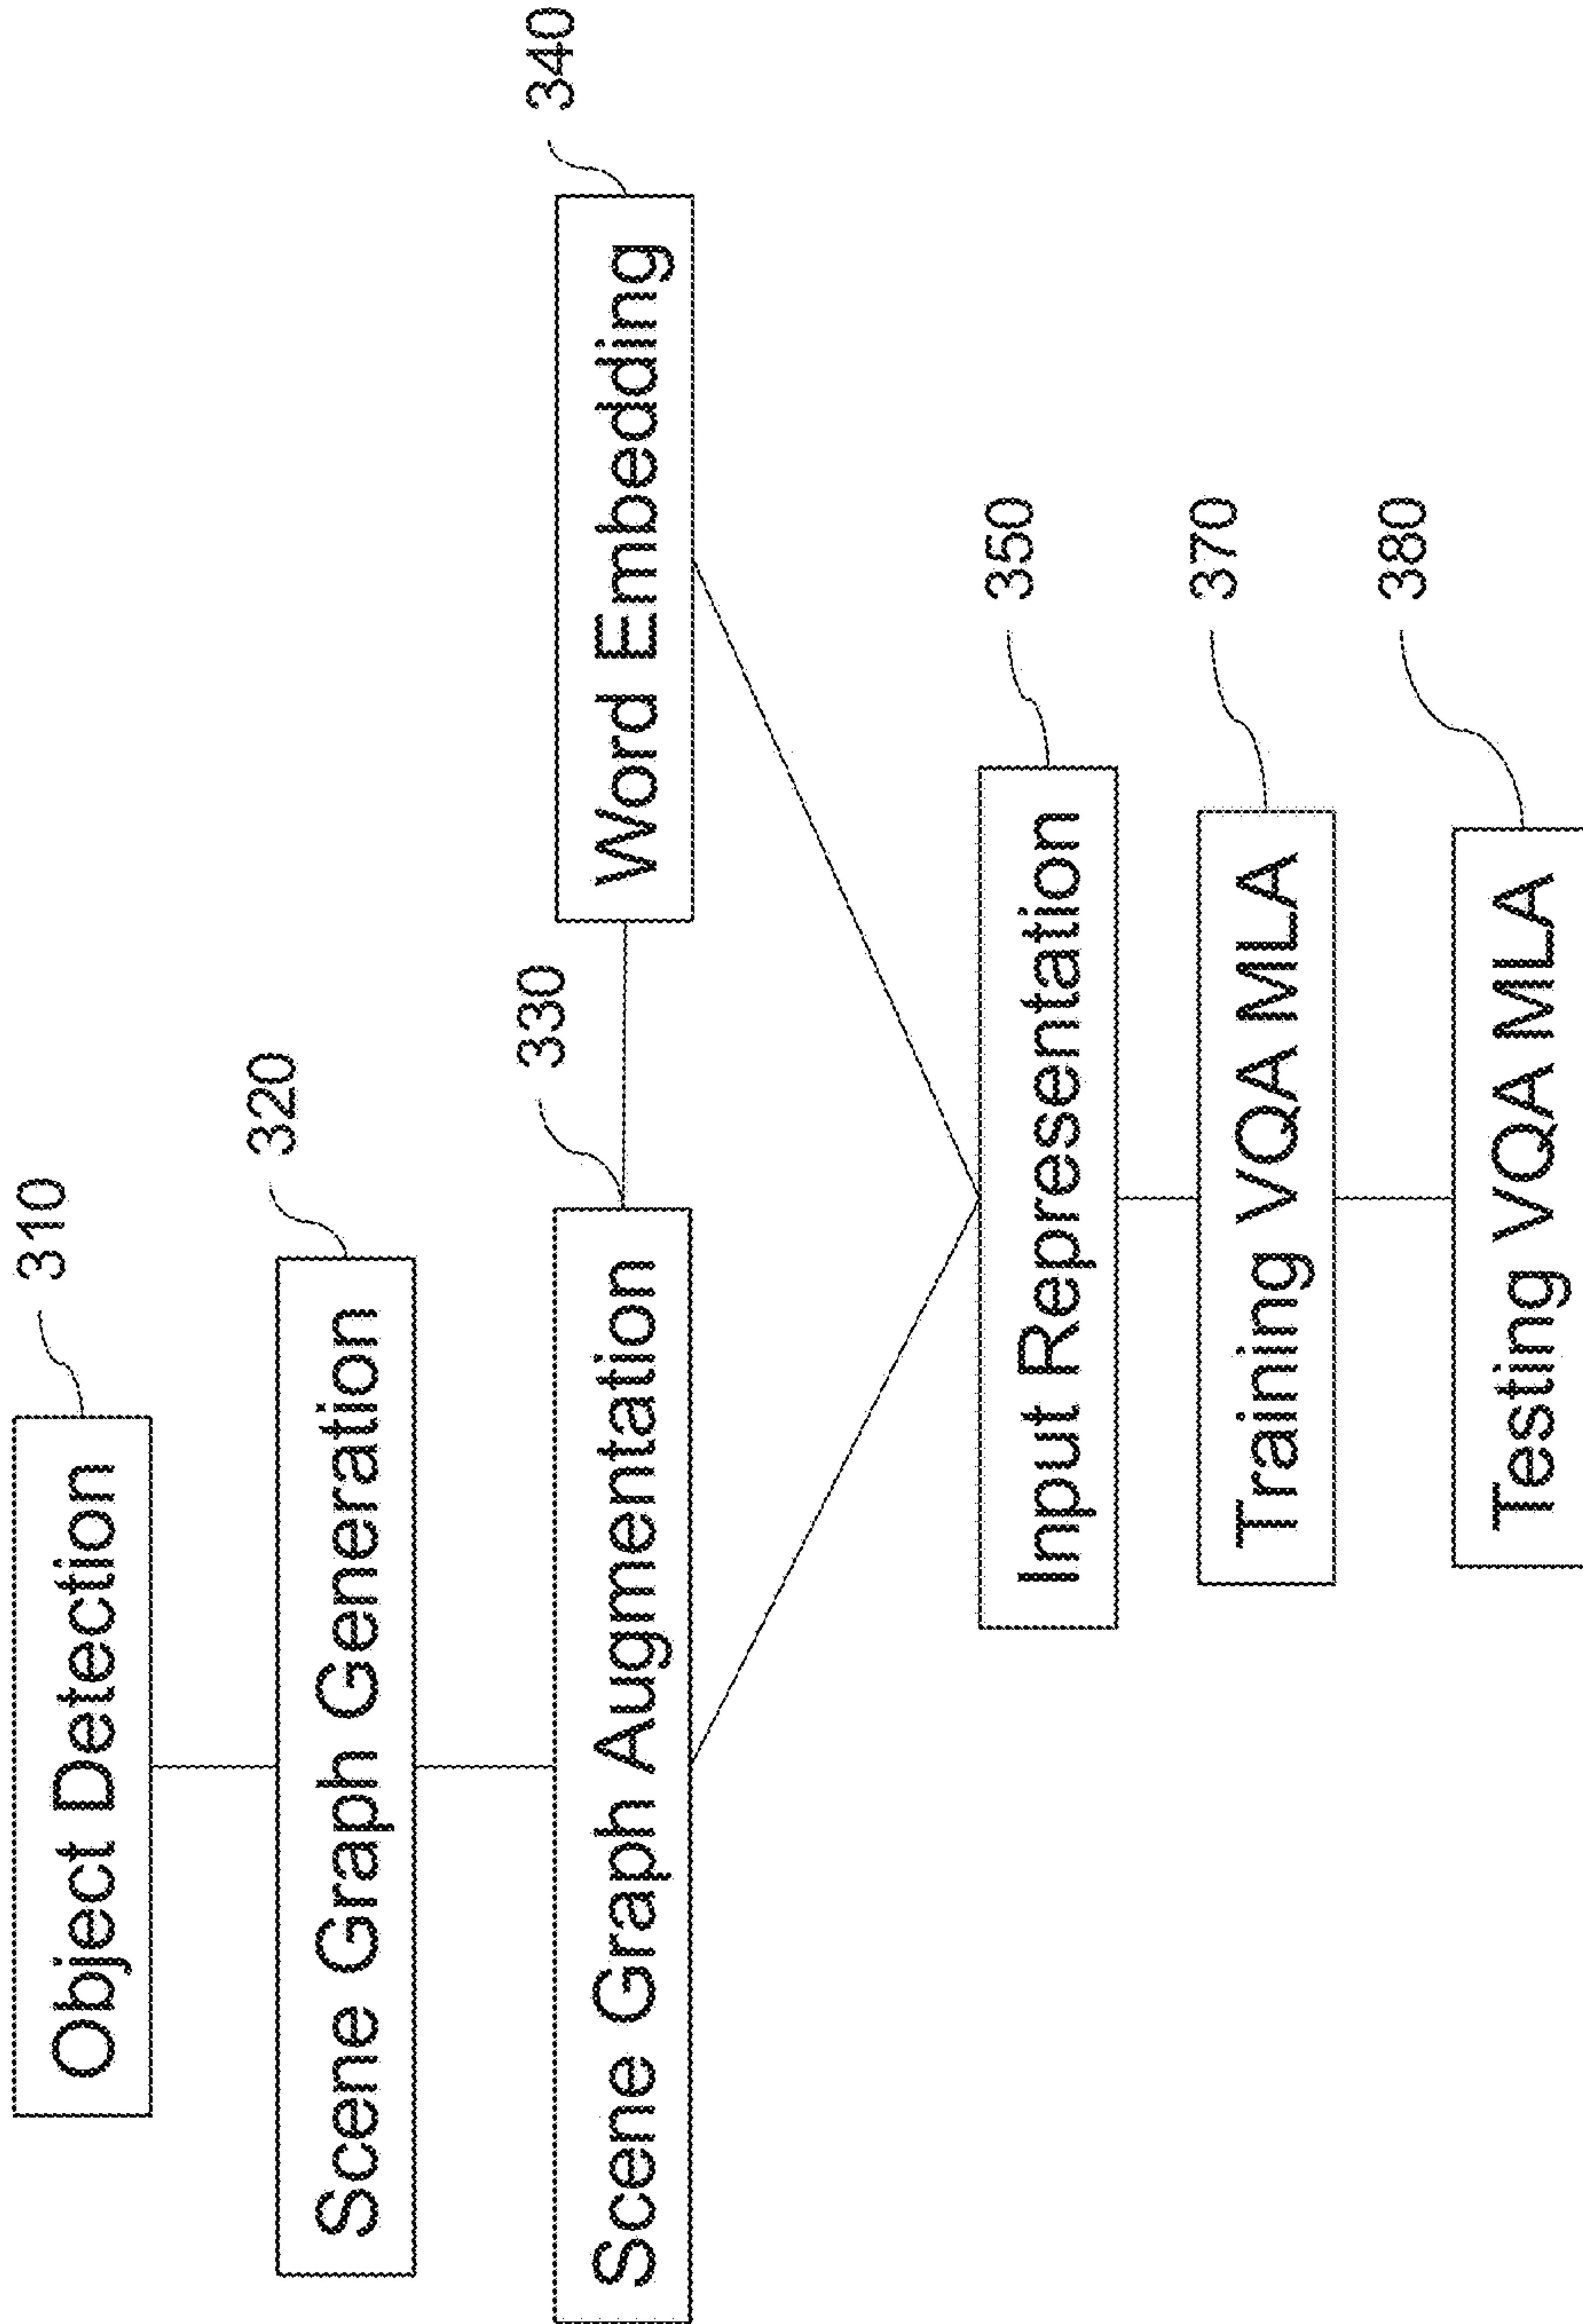 Object Detection
310
Scene Graph Generation
320
Scene Graph Augmentation
330
Word Embedding
340
Input Representation
350
Training VQA MLA
370
Testing VQA MLA
380